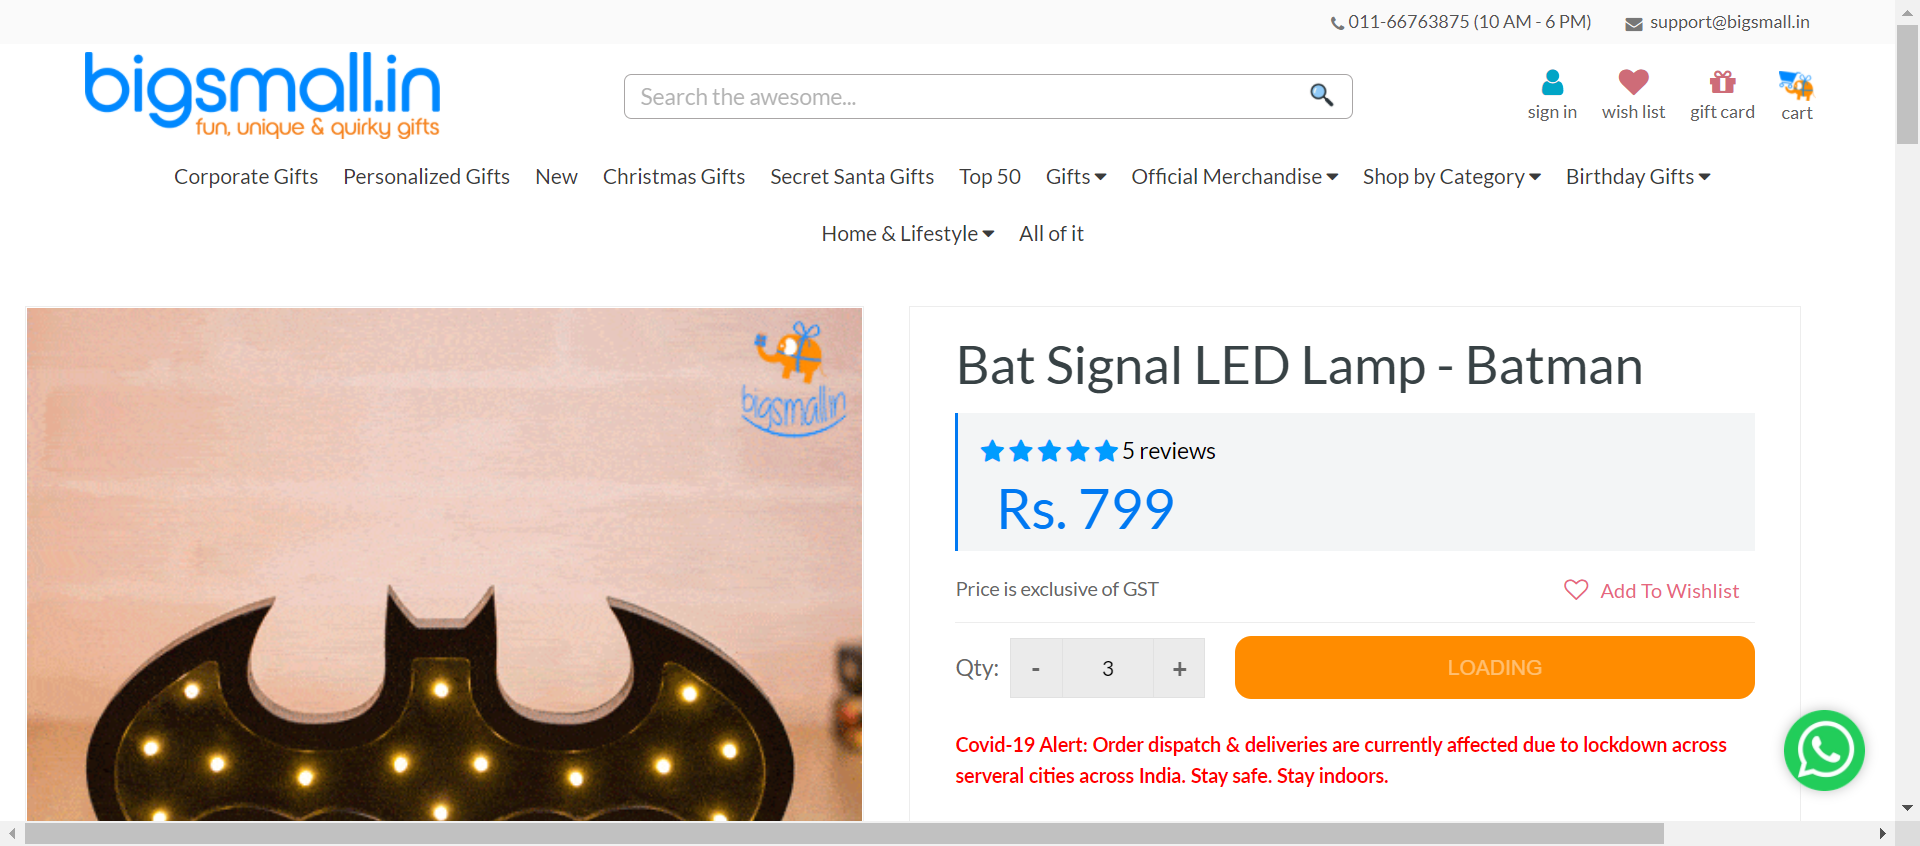 011-66763875 (10 AM - 6 PM) support@bigsmall.in
bigsmall.in
fun, unique & quirky gifts
Search the awesome...
sign in wish list gift card cart
Corporate Gifts Personalized Gifts New Christmas Gifts Secret Santa Gifts Top 50 Gifts Official Merchandise Shop by Category Birthday Gifts
Home & Lifestyle All of it
bigsmall.in
Bat Signal LED Lamp - Batman
5 reviews
Rs. 799
Price is exclusive of GST
Add To Wishlist
Qty: - 3 + LOADING
Covid-19 Alert: Order dispatch & deliveries are currently affected due to lockdown across
serveral cities across India. Stay safe. Stay indoors.